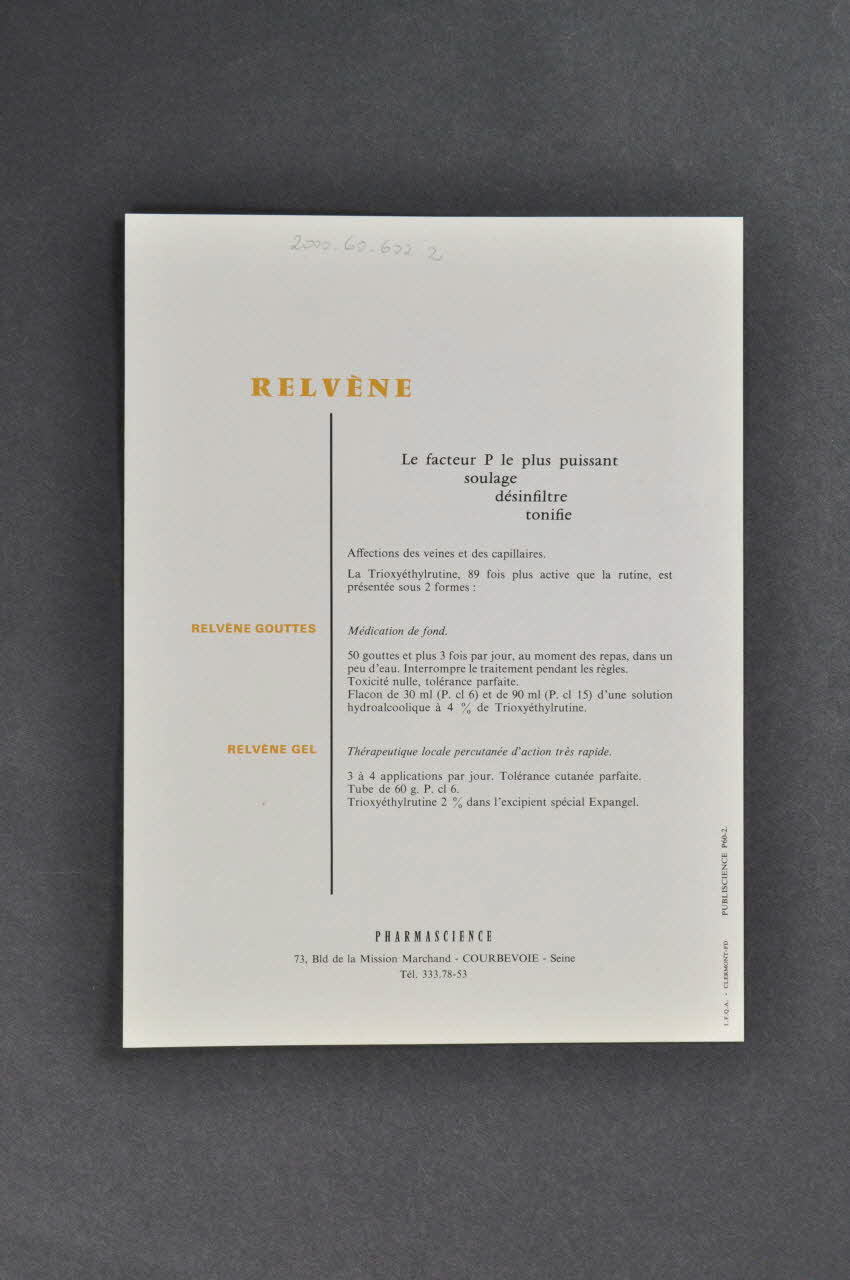 2000-60-602 2
RELVÈNE
Le facteur P le plus puissant
soulage
désinfiltre
tonifie
Affections des veines et des capillaires.
La Trioxyéthylrutine, 89 fois plus active que la rutine, est
présentée sous 2 formes :
RELVÈNE GOUTTES
Médication de fond.
50 gouttes et plus 3 fois par jour, au moment des repas, dans un
peu d'eau. Interrompre le traitement pendant les règles.
Toxicité nulle, tolérance parfaite.
Flacon de 30 ml (P. cl 6) et de 90 ml (P. cl 15) d'une solution
hydroalcoolique à 4 % de Trioxyéthylrutine.
RELVÈNE GEL
Thérapeutique locale percutanée d'action très rapide.
3 à 4 applications par jour. Tolérance cutanée parfaite.
Tube de 60 g. P. cl 6.
Trioxyéthylrutine 2 % dans l'excipient spécial Expangel.
PHARMASCIENCE
73, Bld de la Mission Marchand - COURBEVOIE - Seine
Tél. 333.78-53
I.F.Q.A. - CLERMONT-FD PUBLISCIENCE P60-2.